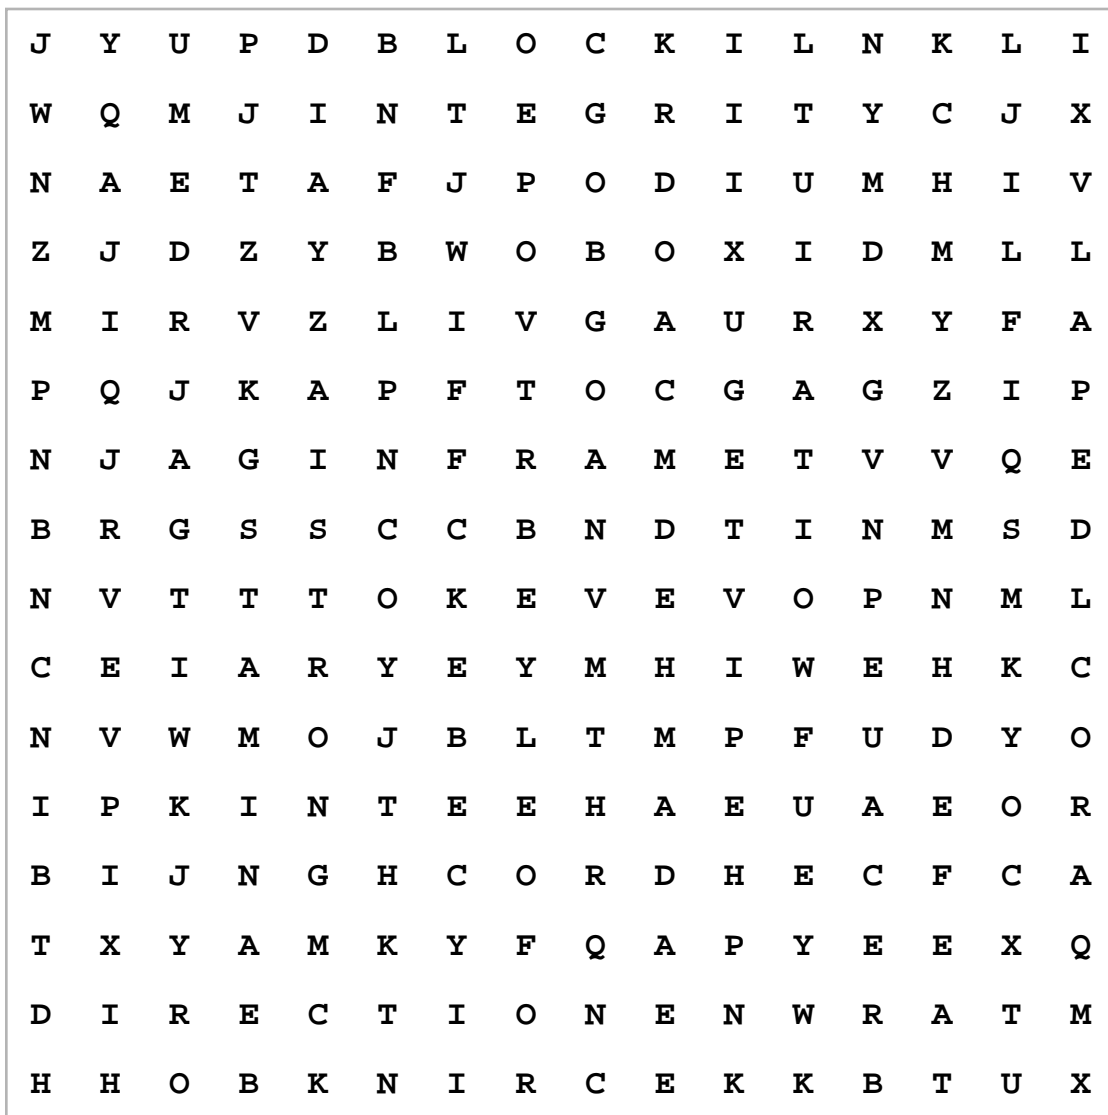 J Y U P D B L O C K I L N K L I
W Q M J I N T E G R I T Y C J X
N A E T A F J P O D I U M H I V
Z J D Z Y B W O B O X I D M L L
M I R V Z L I V G A U R X Y F A
P Q J K A P F T O C G A G Z I P
N J A G I N F R A M E T V V Q E
B R G S S C C B N D T I N M S D
N V T T T O K E V E V O P N M L
C E I A R Y E Y M H I W E H K C
N V W M O J B L T M P F U D Y O
I P K I N T E E H A E U A E O R
B I J N G H C O R D H E C F C A
T X Y A M K Y F Q A P Y E E X Q
D I R E C T I O N E N W R A T M
H H O B K N I R C E K K B T U X